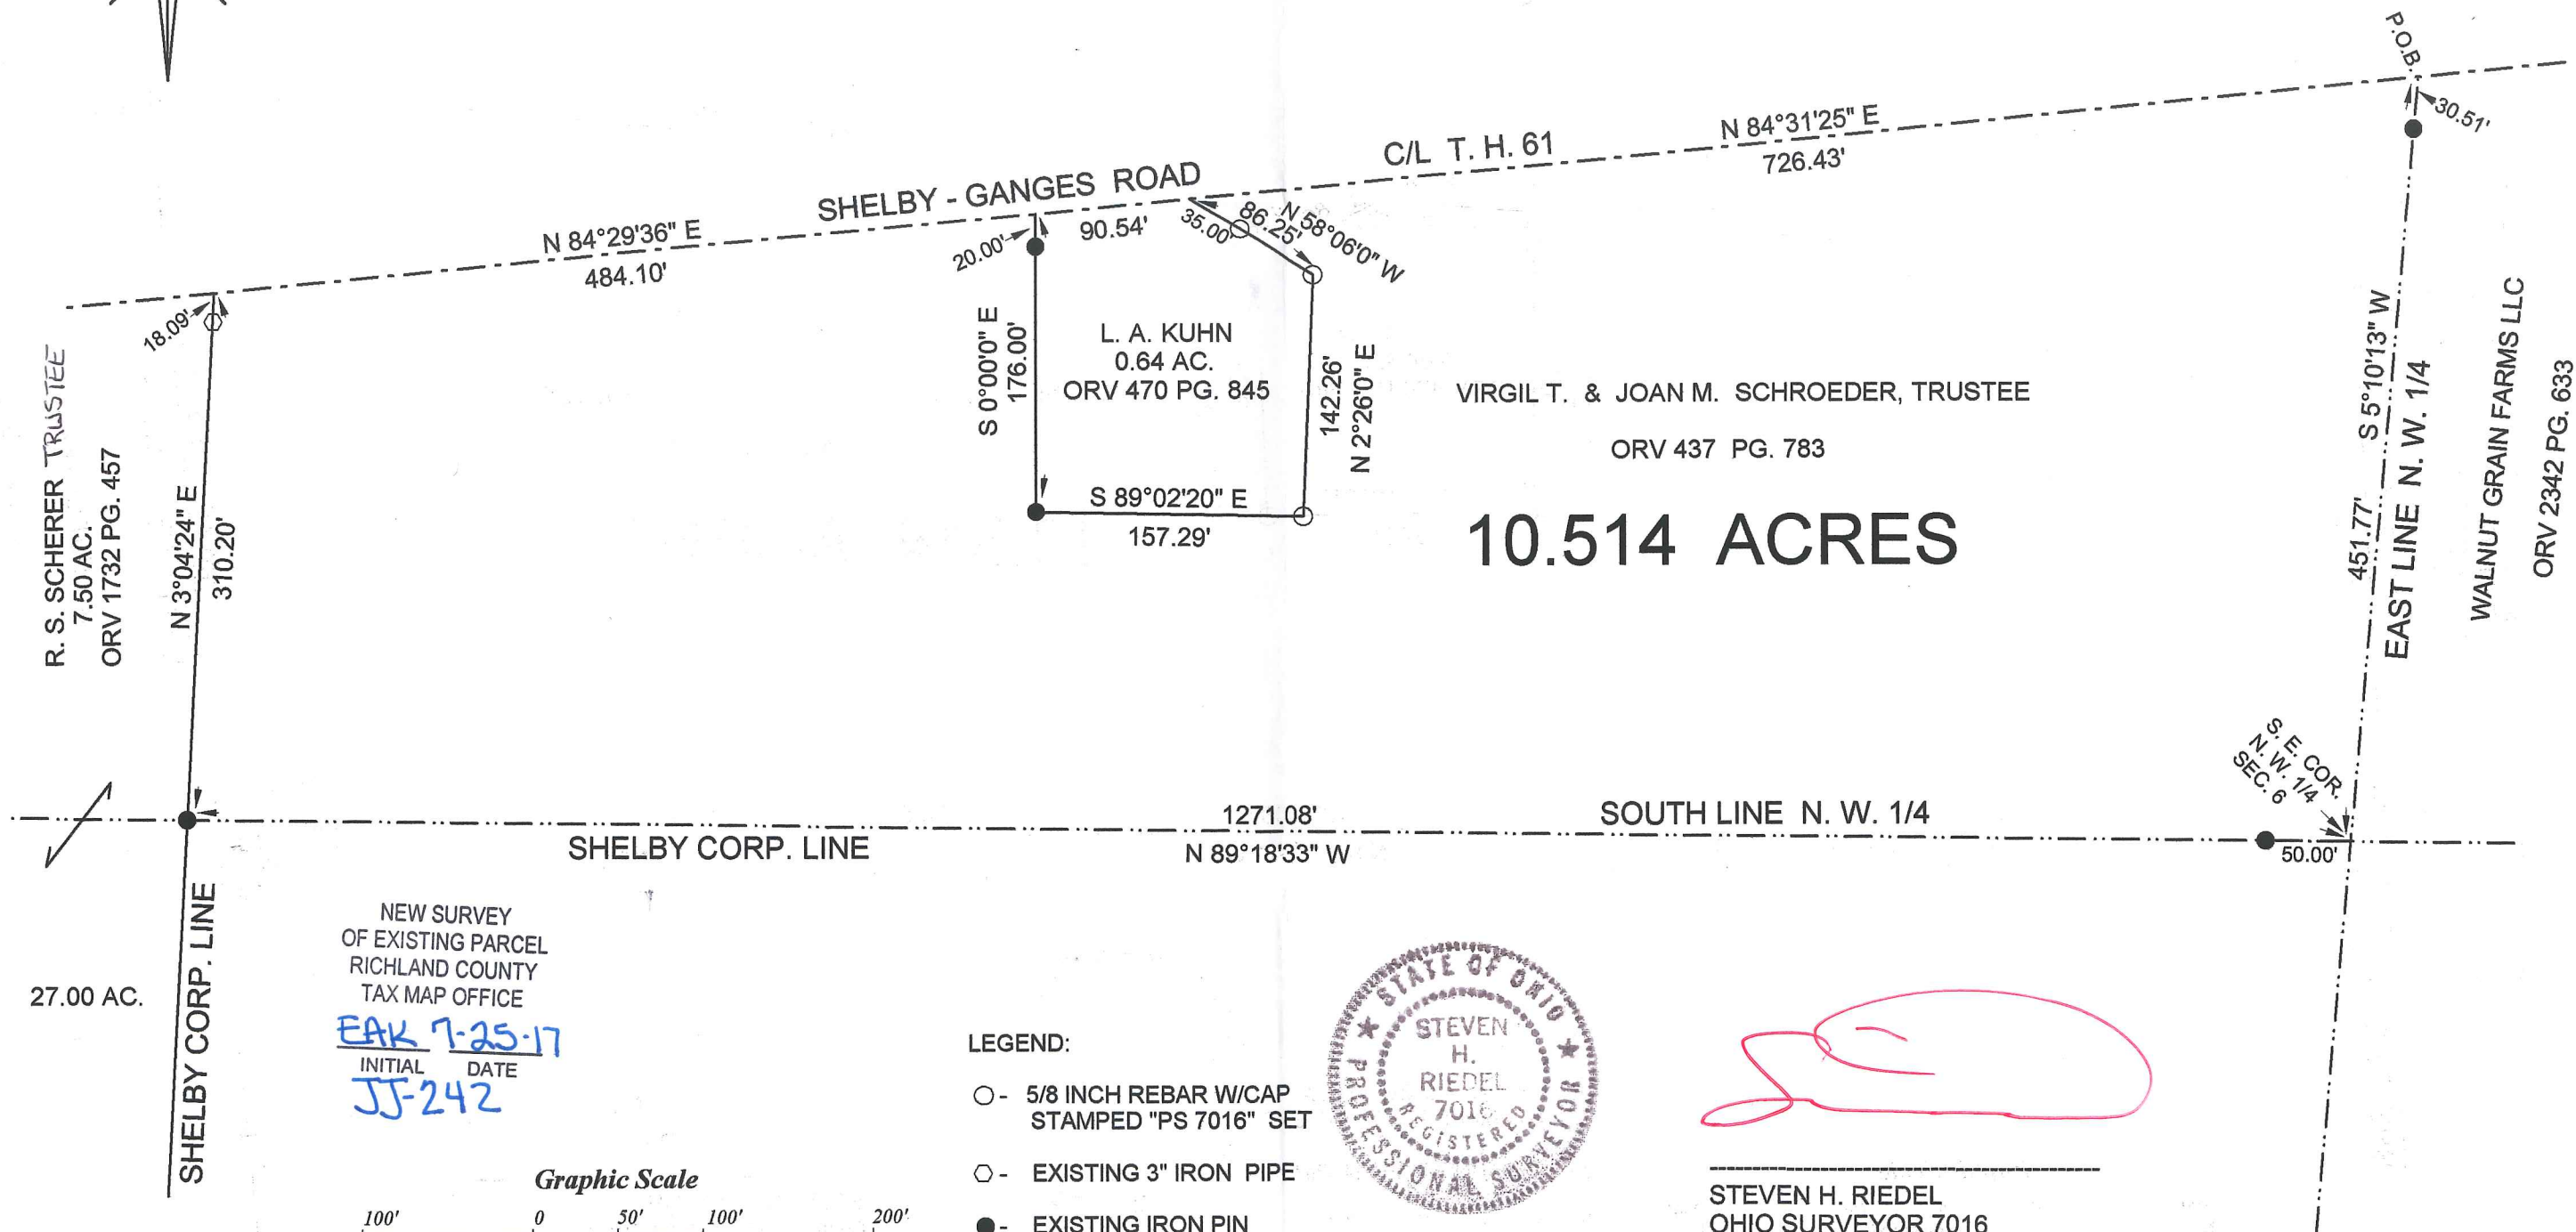 P.O.B.
30.51'
N 84°31'25" E
726.43'
C/L T. H. 61
SHELBY - GANGES ROAD
N 84°29'36" E
484.10'
18.09'
20.00'
90.54'
35.00'
86.25'
N 58°06'0" W
S 0°00'0" E
176.00'
L. A. KUHN
0.64 AC.
ORV 470 PG. 845
142.26'
N 2°26'0" E
S 89°02'20" E
157.29'
VIRGIL T. & JOAN M. SCHROEDER, TRUSTEE
ORV 437 PG. 783
10.514 ACRES
R. S. SCHERER TRUSTEE
7.50 AC.
ORV 1732 PG. 457
N 3°04'24" E
310.20'
451.77'
S 5°10'13" W
EAST LINE N. W. 1/4
WALNUT GRAIN FARMS LLC
ORV 2342 PG. 633
S. E. COR.
N. W. 1/4
SEC. 6
50.00'
1271.08'
N 89°18'33" W
SOUTH LINE N. W. 1/4
SHELBY CORP. LINE
SHELBY CORP. LINE
27.00 AC.
NEW SURVEY
OF EXISTING PARCEL
RICHLAND COUNTY
TAX MAP OFFICE
EAK 7-25-17
INITIAL DATE
JJ-242
Graphic Scale
100' 0 50' 100' 200'
LEGEND:
- 5/8 INCH REBAR W/CAP
STAMPED "PS 7016" SET
- EXISTING 3" IRON PIPE
- EXISTING IRON PIN
STATE OF OHIO
STEVEN
H.
RIEDEL
7016
REGISTERED
PROFESSIONAL SURVEYOR
STEVEN H. RIEDEL
OHIO SURVEYOR 7016